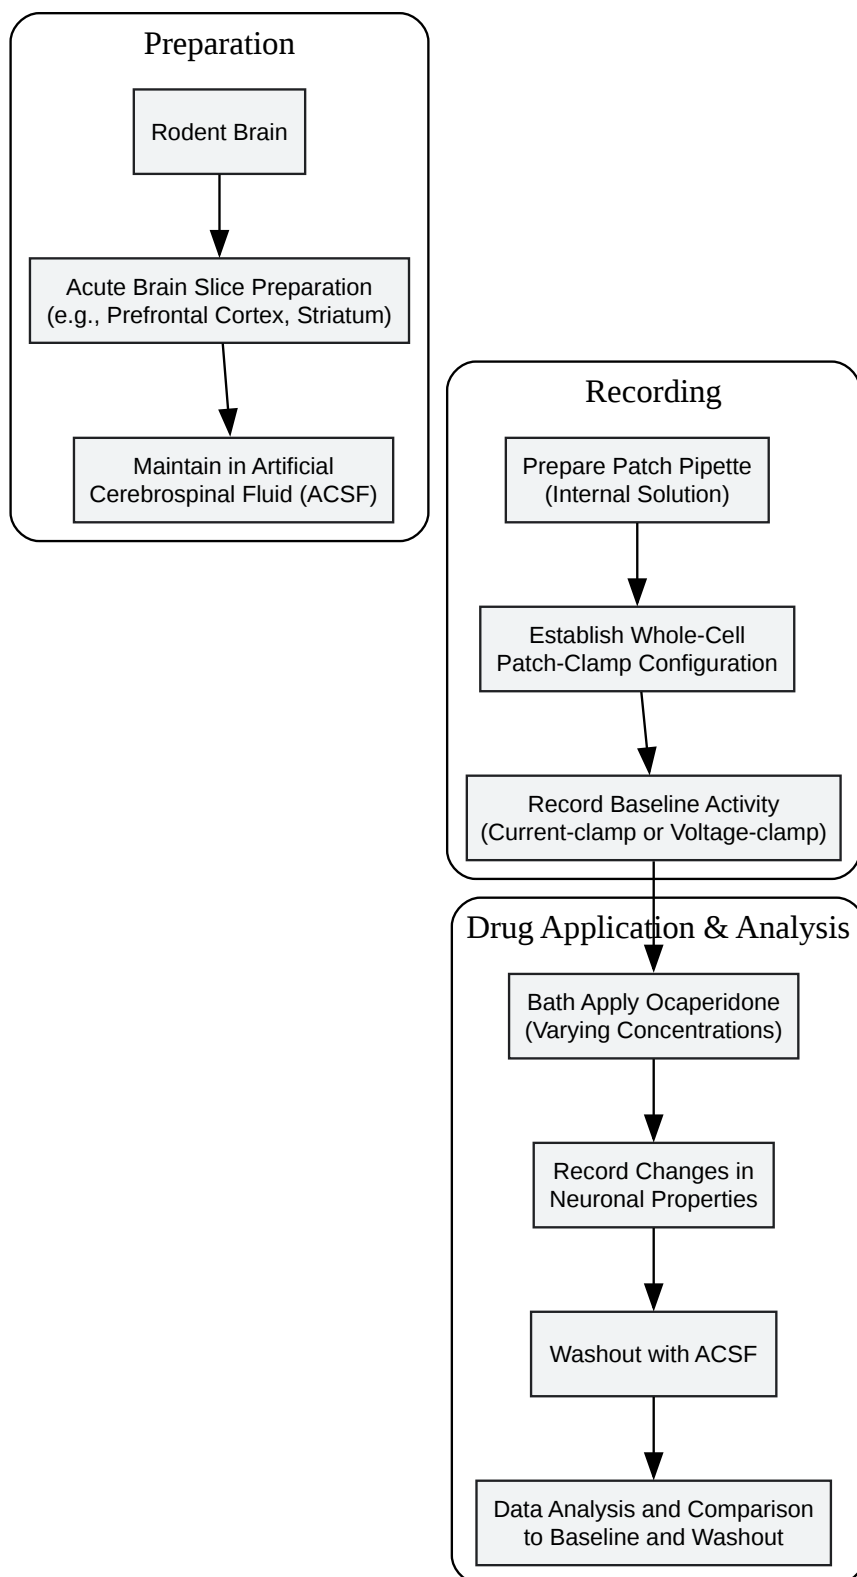 Preparation
Rodent Brain
Acute Brain Slice Preparation
(e.g., Prefrontal Cortex, Striatum)
Maintain in Artificial
Cerebrospinal Fluid (ACSF)
Recording
Prepare Patch Pipette
(Internal Solution)
Establish Whole-Cell
Patch-Clamp Configuration
Record Baseline Activity
(Current-clamp or Voltage-clamp)
Drug Application & Analysis
Bath Apply Ocaperidone
(Varying Concentrations)
Record Changes in
Neuronal Properties
Washout with ACSF
Data Analysis and Comparison
to Baseline and Washout